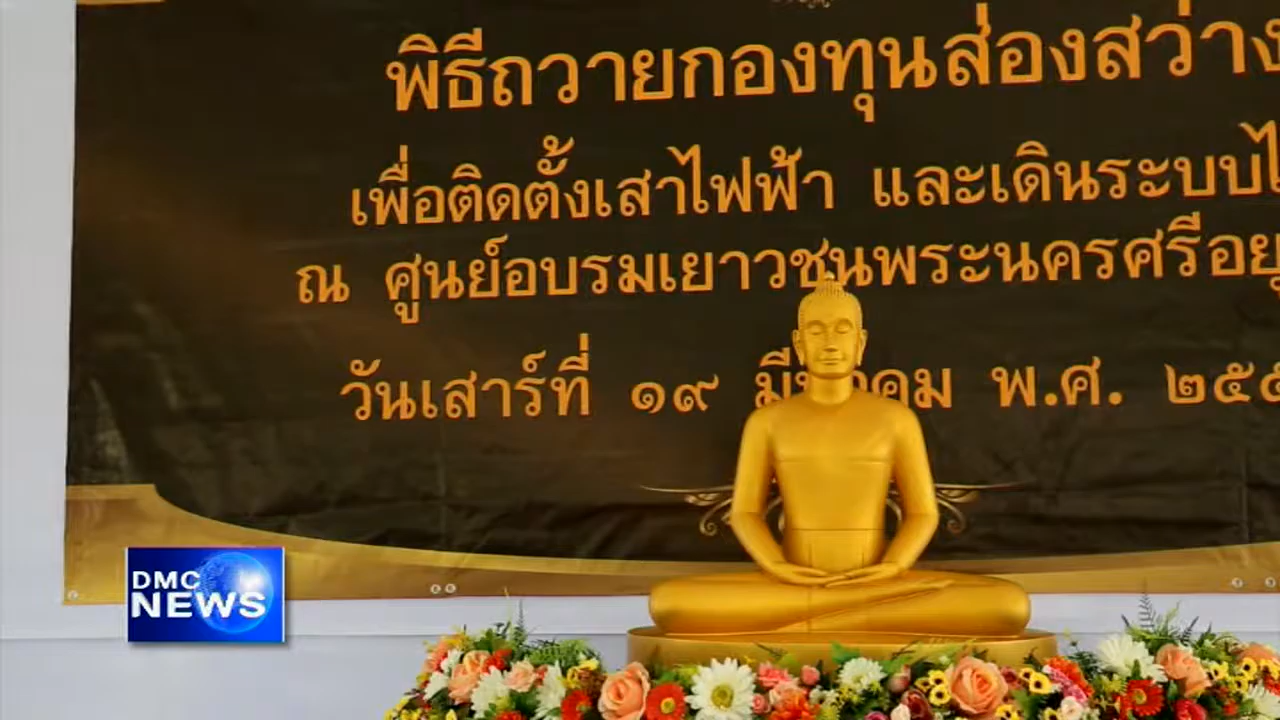 พิธีถวายกองทุนส่องสว่าง
เพื่อติดตั้งเสาไฟฟ้า และเดินระบบ
ณ ศูนย์อบรมเยาวชนพระนครศรีอยุ
วันเสาร์ที่ ๑๙ มีนาคม พ.ศ. ๒๕๕
DMC
NEWS